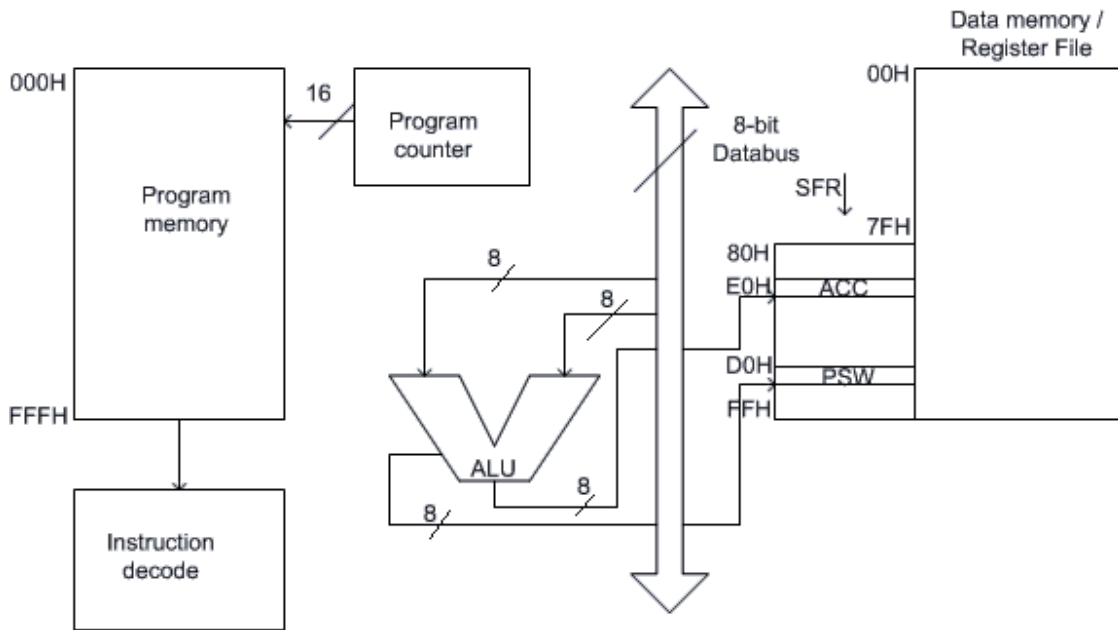 Data memory /
Register File
000H
16
Program
counter
00H
8-bit
Databus
Program
memory
SFR
7FH
80H
8
E0H
ACC
8
D0H
PSW
FFFH
FFH
ALU
8
8
Instruction
decode